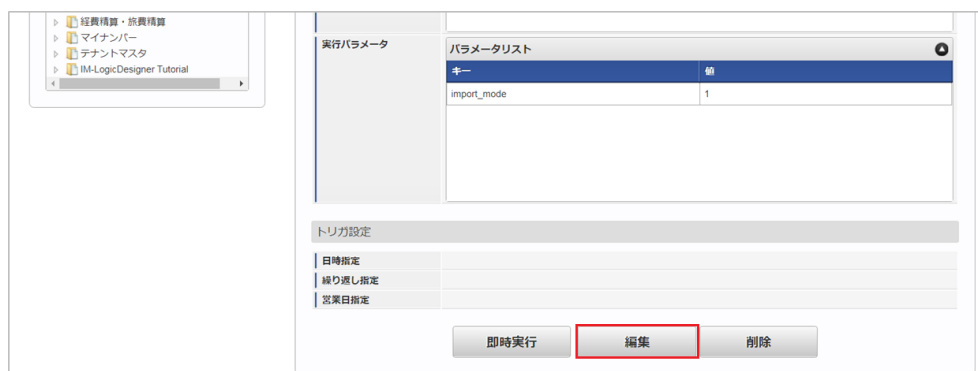 経費精算・旅費精算
マイナンバー
テナントマスタ
IM-LogicDesigner Tutorial
実行パラメータ
パラメータリスト
キー 値
import_mode 1
トリガ設定
日時指定
繰り返し指定
営業日指定
即時実行 編集 削除